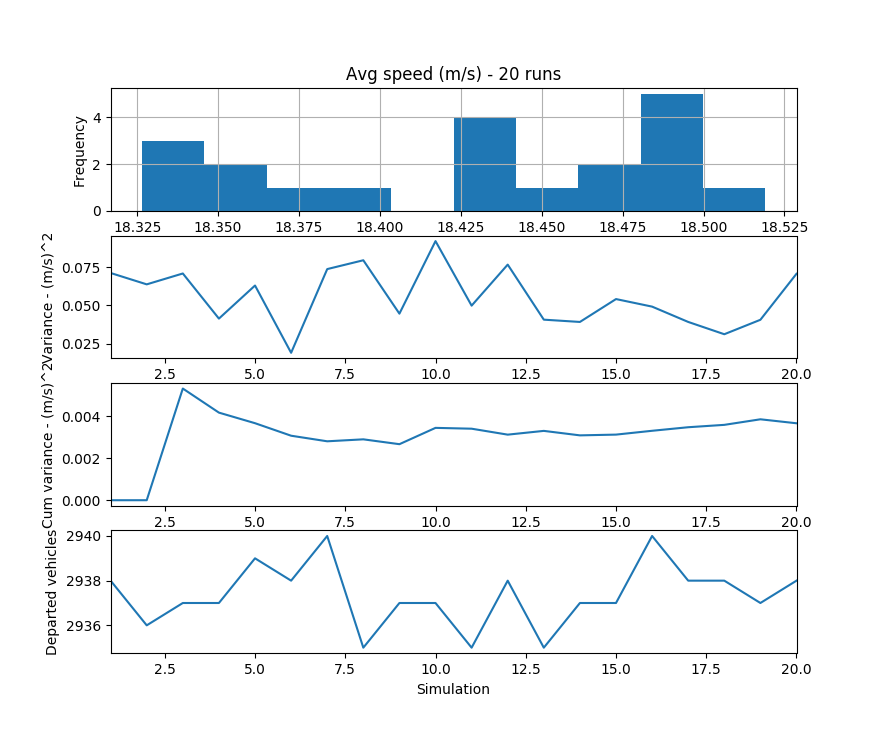 Avg speed (m/s) - 20 runs
Frequency
4
2
0
18.325 18.350 18.375 18.400 18.425 18.450 18.475 18.500 18.525
Variance - (m/s)^2
0.075
0.050
0.025
2.5 5.0 7.5 10.0 12.5 15.0 17.5 20.0
Cum variance - (m/s)^2
0.004
0.002
0.000
2.5 5.0 7.5 10.0 12.5 15.0 17.5 20.0
Departed vehicles
2940
2938
2936
2.5 5.0 7.5 10.0 12.5 15.0 17.5 20.0
Simulation